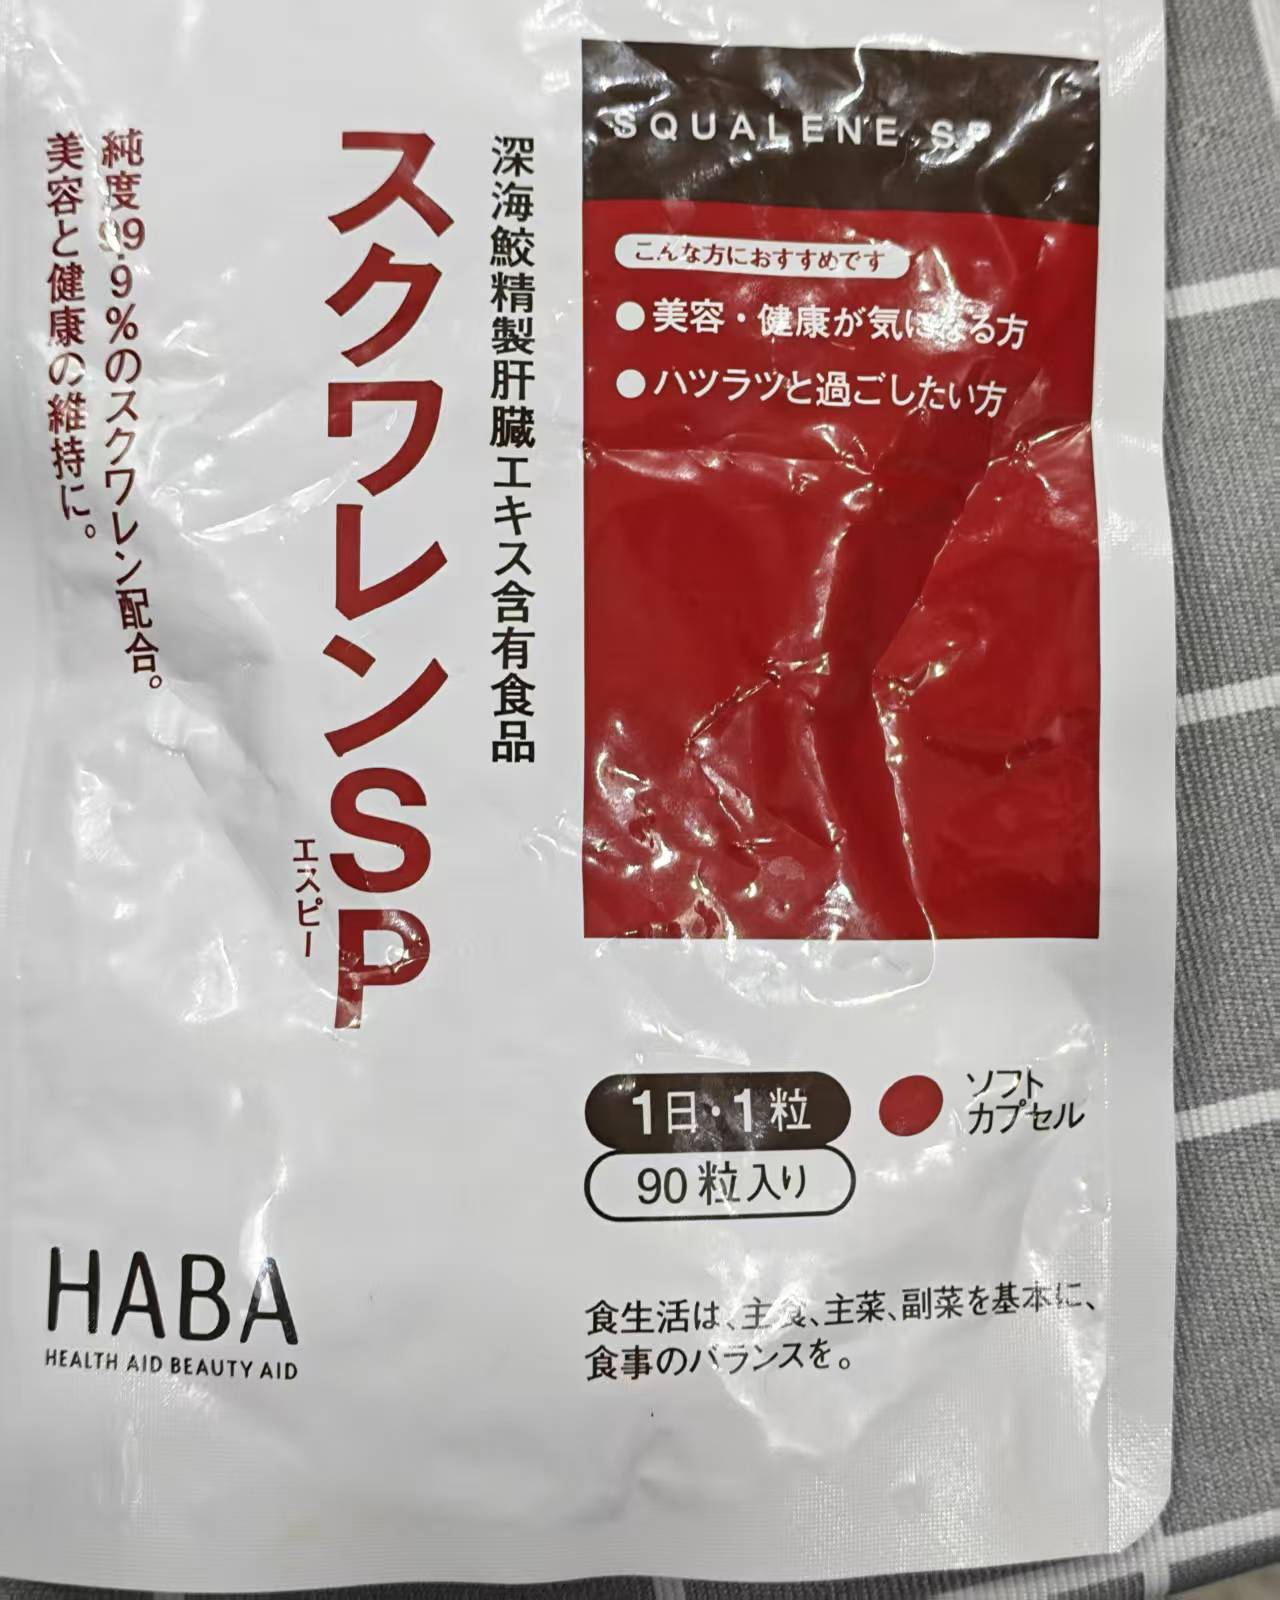 SQUALENE SP
こんな方におすすめです
●美容・健康が気になる方
●ハツラツと過ごしたい方
深海鮫精製肝臓エキス含有食品
スクワレンSP
エスピー
純度99.9%のスクワレン配合。
美容と健康の維持に。
1日・1粒
90粒入り
ソフト
カプセル
HABA
HEALTH AID BEAUTY AID
食生活は、主食、主菜、副菜を基本に、
食事のバランスを。